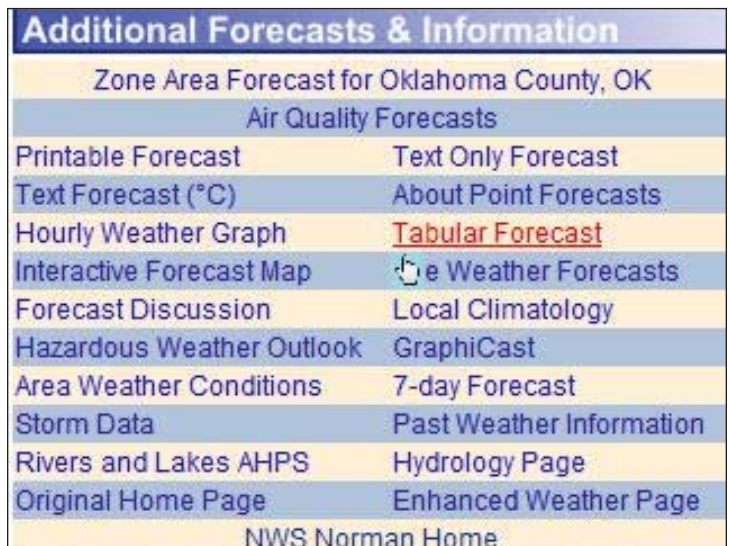 Additional Forecasts & Information
Zone Area Forecast for Oklahoma County, OK
Air Quality Forecasts
Printable Forecast Text Only Forecast
Text Forecast (°C) About Point Forecasts
Hourly Weather Graph Tabular Forecast
Interactive Forecast Map e Weather Forecasts
Forecast Discussion Local Climatology
Hazardous Weather Outlook GraphiCast
Area Weather Conditions 7-day Forecast
Storm Data Past Weather Information
Rivers and Lakes AHPS Hydrology Page
Original Home Page Enhanced Weather Page
NWS Norman Home